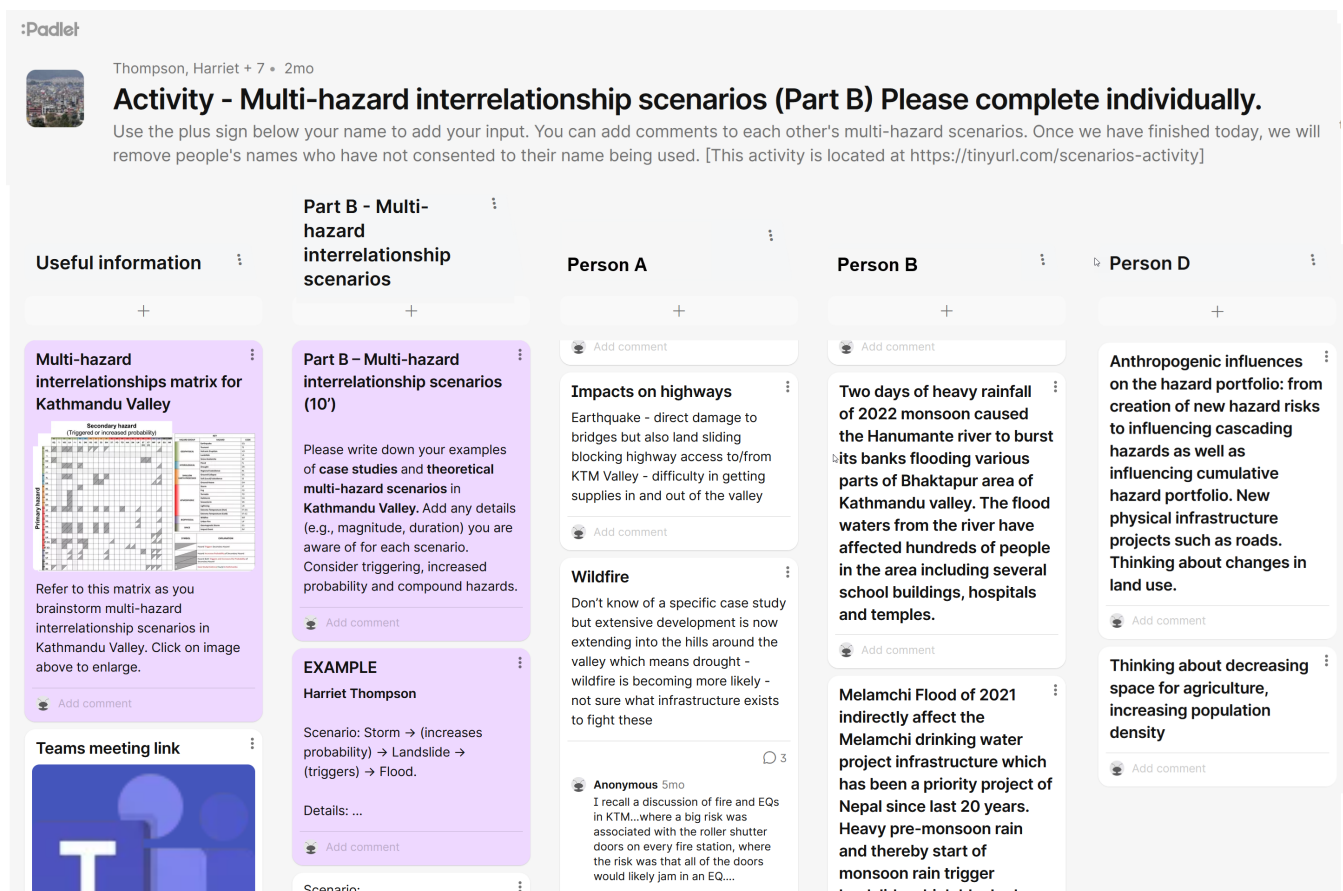 :Padlet
Thompson, Harriet + 7 • 2mo
Activity - Multi-hazard interrelationship scenarios (Part B) Please complete individually.
Use the plus sign below your name to add your input. You can add comments to each other's multi-hazard scenarios. Once we have finished today, we will
remove people's names who have not consented to their name being used. [This activity is located at https://tinyurl.com/scenarios-activity]
Useful information
Multi-hazard
interrelationships matrix for
Kathmandu Valley
Secondary hazard
(Triggered or increased probability)
Primary hazard
Refer to this matrix as you
brainstorm multi-hazard
interrelationship scenarios in
Kathmandu Valley. Click on image
above to enlarge.
Add comment
Teams meeting link
T
Part B - Multi-
hazard
interrelationship
scenarios
Part B – Multi-hazard
interrelationship scenarios
(10’)
Please write down your examples
of case studies and theoretical
multi-hazard scenarios in
Kathmandu Valley. Add any details
(e.g., magnitude, duration) you are
aware of for each scenario.
Consider triggering, increased
probability and compound hazards.
Add comment
EXAMPLE
Harriet Thompson
Scenario: Storm → (increases
probability) → Landslide →
(triggers) → Flood.
Details: ...
Add comment
Scenario:
Person A
Add comment
Impacts on highways
Earthquake - direct damage to
bridges but also land sliding
blocking highway access to/from
KTM Valley - difficulty in getting
supplies in and out of the valley
Add comment
Wildfire
Don’t know of a specific case study
but extensive development is now
extending into the hills around the
valley which means drought -
wildfire is becoming more likely -
not sure what infrastructure exists
to fight these
3
Anonymous 5mo
I recall a discussion of fire and EQs
in KTM...where a big risk was
associated with the roller shutter
doors on every fire station, where
the risk was that all of the doors
would likely jam in an EQ....
Person B
Add comment
Two days of heavy rainfall
of 2022 monsoon caused
the Hanumante river to burst
its banks flooding various
parts of Bhaktapur area of
Kathmandu valley. The flood
waters from the river have
affected hundreds of people
in the area including several
school buildings, hospitals
and temples.
Add comment
Melamchi Flood of 2021
indirectly affect the
Melamchi drinking water
project infrastructure which
has been a priority project of
Nepal since last 20 years.
Heavy pre-monsoon rain
and thereby start of
monsoon rain trigger
Person D
Anthropogenic influences
on the hazard portfolio: from
creation of new hazard risks
to influencing cascading
hazards as well as
influencing cumulative
hazard portfolio. New
physical infrastructure
projects such as roads.
Thinking about changes in
land use.
Add comment
Thinking about decreasing
space for agriculture,
increasing population
density
Add comment